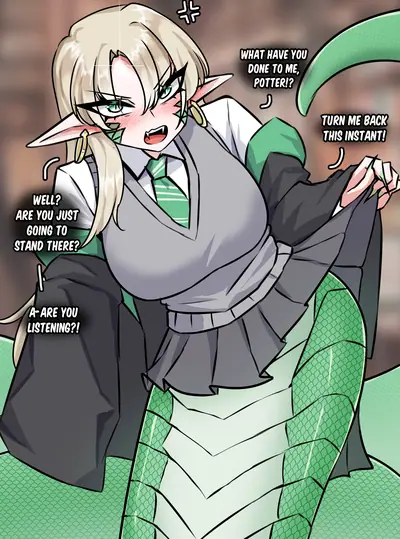 WHAT HAVE YOU
DONE TO ME,
POTTER!?
TURN ME BACK
THIS INSTANT!
WELL?
ARE YOU JUST
GOING TO
STAND THERE?
A-ARE YOU
LISTENING?!